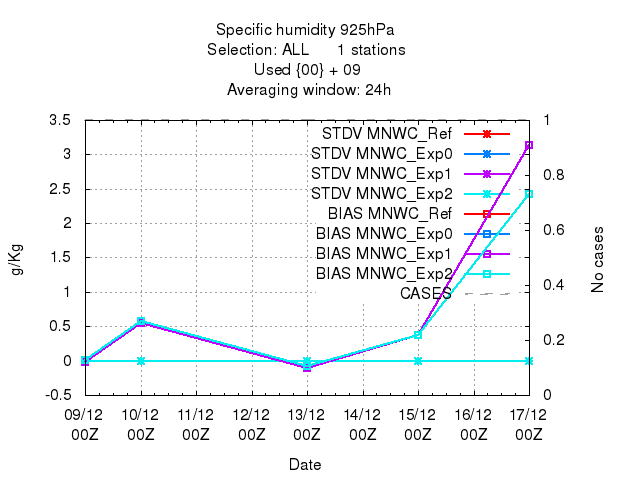 Specific humidity 925hPa
Selection: ALL 1 stations
Used {00} + 09
Averaging window: 24h
3.5
3
2.5
2
1.5
1
0.5
0
-0.5
g/Kg
STDV MNWC_Ref
STDV MNWC_Exp0
STDV MNWC_Exp1
STDV MNWC_Exp2
BIAS MNWC_Ref
BIAS MNWC_Exp0
BIAS MNWC_Exp1
BIAS MNWC_Exp2
CASES
1
0.8
0.6
0.4
0.2
0
No cases
09/12 10/12 11/12 12/12 13/12 14/12 15/12 16/12 17/12
00Z 00Z 00Z 00Z 00Z 00Z 00Z 00Z 00Z
Date